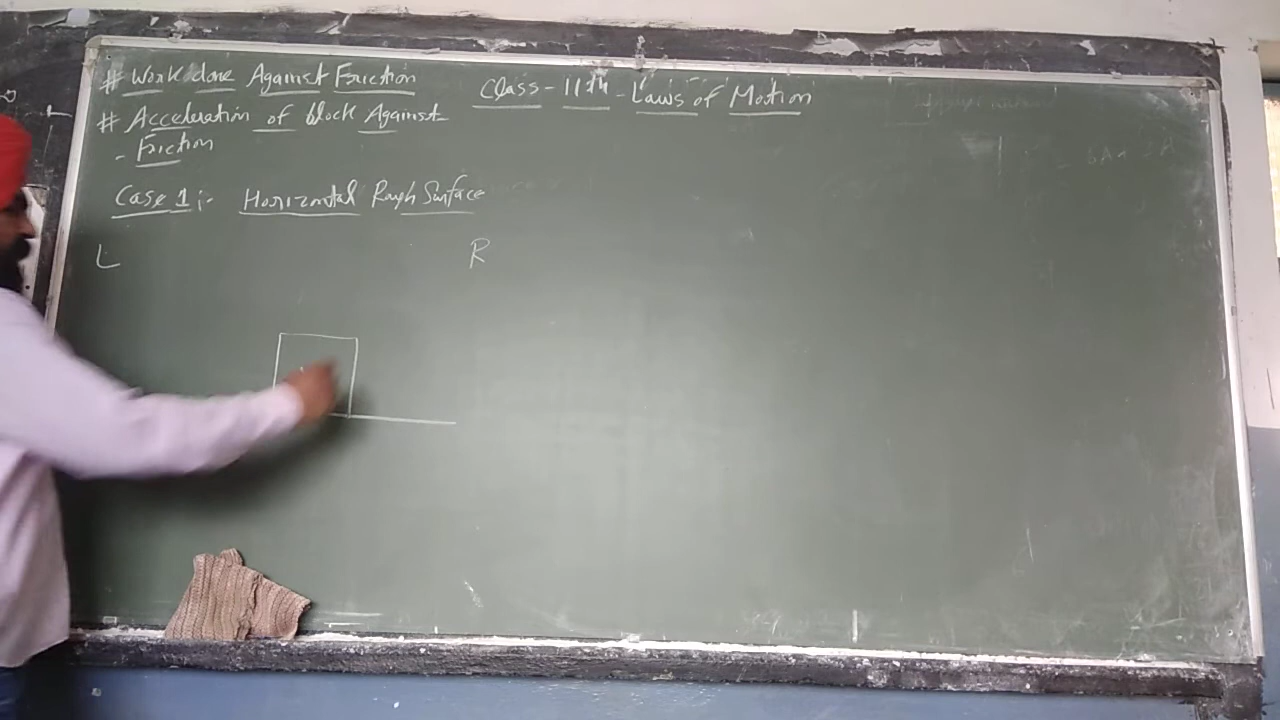 # Work done Against Friction
Class - 11th - Laws of Motion
# Acceleration of block Against
- Friction
Case 1 :- Horizontal Rough Surface
L R